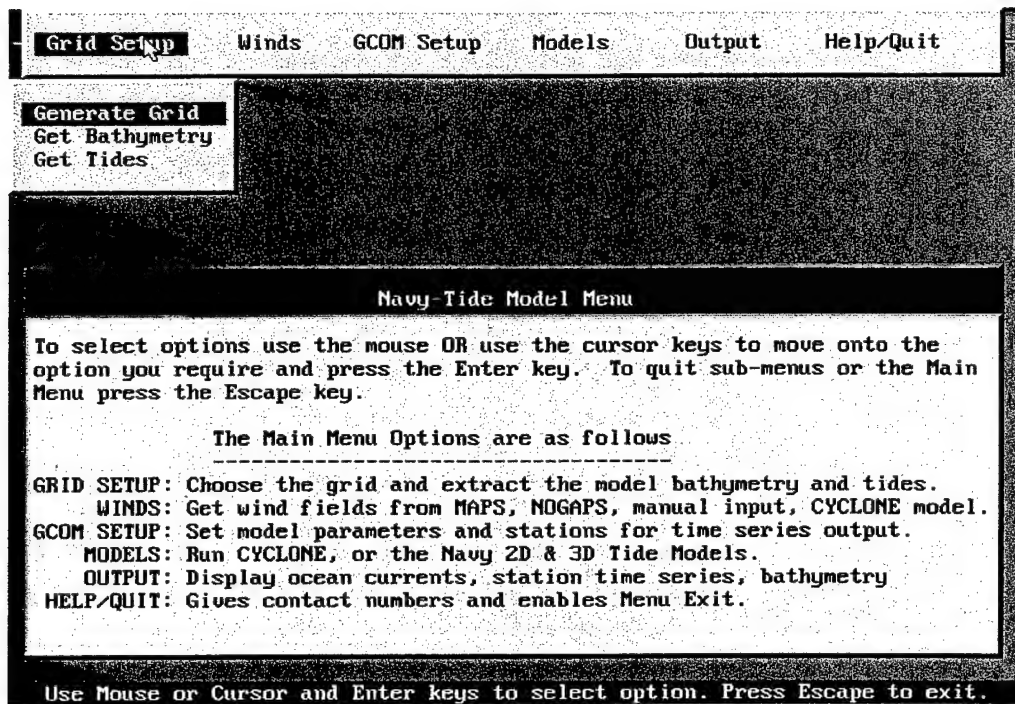 Grid Setup Winds GCOM Setup Models Output Help/Quit
Generate Grid
Get Bathymetry
Get Tides
Navy-Tide Model Menu
To select options use the mouse OR use the cursor keys to move onto the
option you require and press the Enter key. To quit sub-menus or the Main
Menu press the Escape key.
The Main Menu Options are as follows
------------------------------------
GRID SETUP: Choose the grid and extract the model bathymetry and tides.
WINDS: Get wind fields from MAPS, NOGAPS, manual input, CYCLONE model.
GCOM SETUP: Set model parameters and stations for time series output.
MODELS: Run CYCLONE, or the Navy 2D & 3D Tide Models.
OUTPUT: Display ocean currents, station time series, bathymetry
HELP/QUIT: Gives contact numbers and enables Menu Exit.
Use Mouse or Cursor and Enter keys to select option. Press Escape to exit.